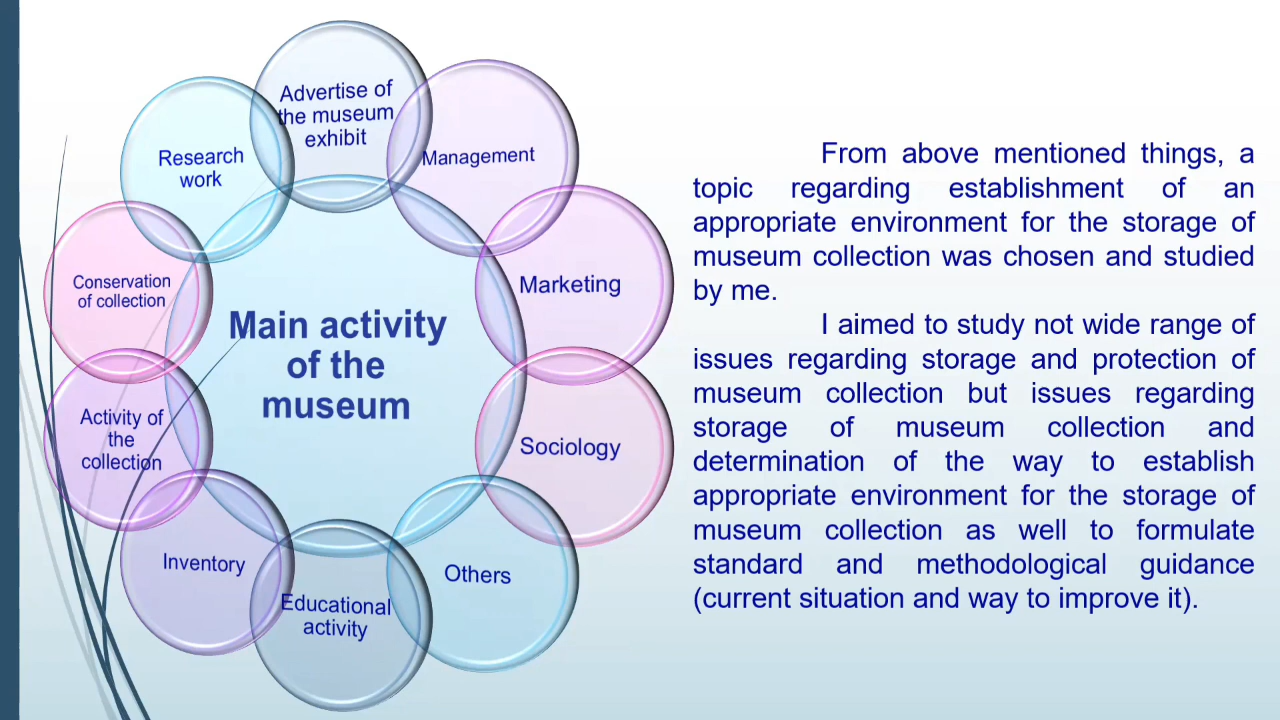 Advertise of
the museum
exhibit
Management
Marketing
Sociology
Others
Educational
activity
Inventory
Activity of
the
collection
Conservation
of collection
Research
work
Main activity
of the
museum
From above mentioned things, a
topic regarding establishment of an
appropriate environment for the storage of
museum collection was chosen and studied
by me.
I aimed to study not wide range of
issues regarding storage and protection of
museum collection but issues regarding
storage of museum collection and
determination of the way to establish
appropriate environment for the storage of
museum collection as well to formulate
standard and methodological guidance
(current situation and way to improve it).